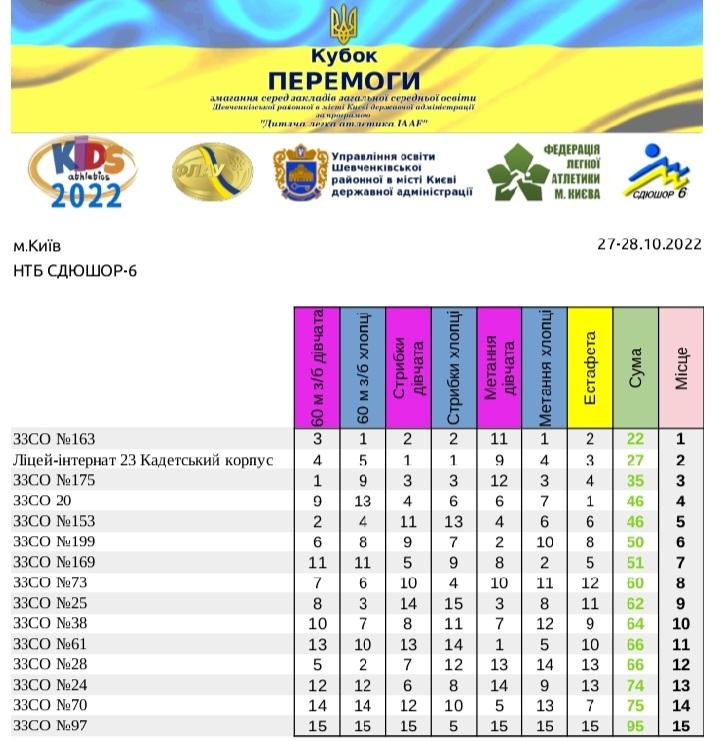 Кубок
ПЕРЕМОГИ
змагання серед закладів загальної середньої освіти
Шевченківської районної в місті Києві державної адміністрації
за програмою
"Дитяча легка атлетика ІААF"
KiDS
athletics
2022
ФЛАУ
Управління освіти
Шевченківської
районної в місті Києві
державної адміністрації
ФЕДЕРАЦІЯ
ЛЕГКОЇ
АТЛЕТИКИ
М. КИЄВА
СДЮШОР 6
м.Київ 27-28.10.2022
НТБ СДЮШОР-6
60 м з/б дівчата 60 м з/б хлопці Стрибки дівчата Стрибки хлопці Метання дівчата Метання хлопці Естафета Сума Місце
ЗЗСО №163 3 1 2 2 11 1 2 22 1
Ліцей-інтернат 23 Кадетський корпус 4 5 1 1 9 4 3 27 2
ЗЗСО №175 1 9 3 3 12 3 4 35 3
ЗЗСО 20 9 13 4 6 6 7 1 46 4
ЗЗСО №153 2 4 11 13 4 6 6 46 5
ЗЗСО №199 6 8 9 7 2 10 8 50 6
ЗЗСО №169 11 11 5 9 8 2 5 51 7
ЗЗСО №73 7 6 10 4 10 11 12 60 8
ЗЗСО №25 8 3 14 15 3 8 11 62 9
ЗЗСО №38 10 7 8 11 7 12 9 64 10
ЗЗСО №61 13 10 13 14 1 5 10 66 11
ЗЗСО №28 5 2 7 12 13 14 13 66 12
ЗЗСО №24 12 12 6 8 14 9 13 74 13
ЗЗСО №70 14 14 12 10 5 13 7 75 14
ЗЗСО №97 15 15 15 5 15 15 15 95 15